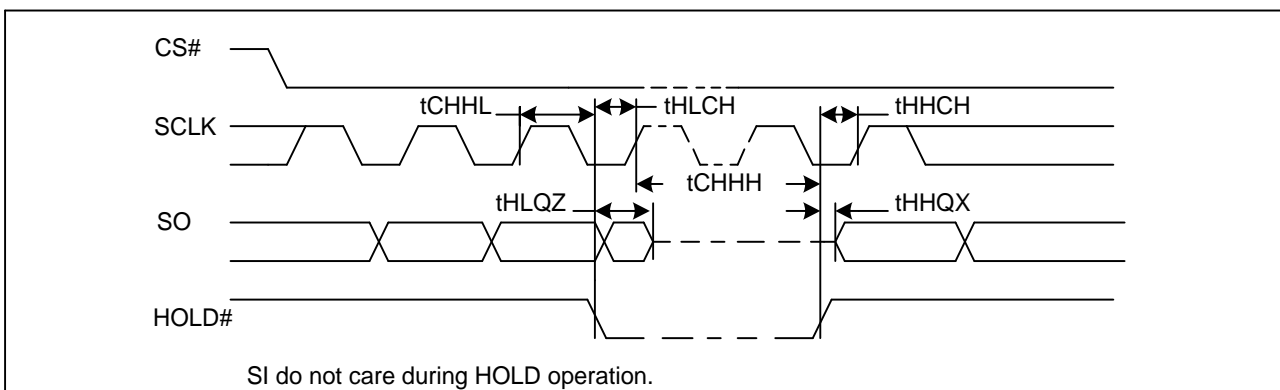 CS#
tCHHL
tHLCH
tHHCH
SCLK
tCHHH
tHLQZ
tHHQX
SO
HOLD#
SI do not care during HOLD operation.